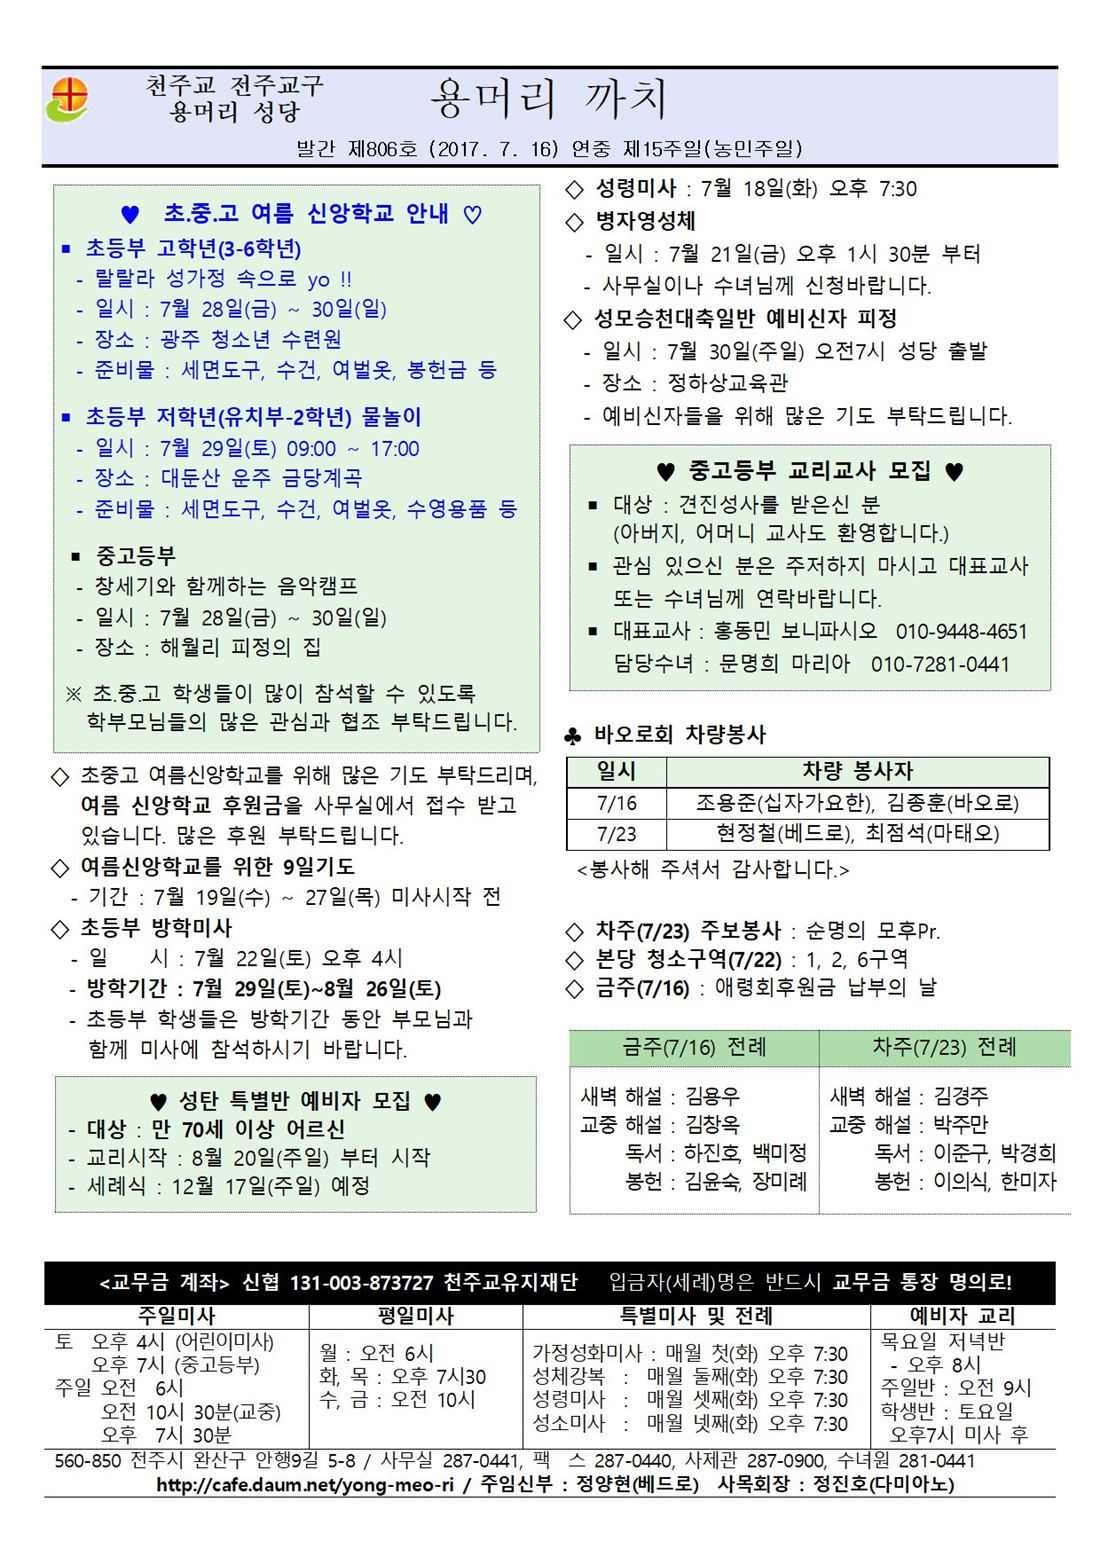 천주교 전주교구
용머리 성당
용머리 까치
발간 제806호 (2017. 7. 16) 연중 제15주일(농민주일)
♥ 초.중.고 여름 신앙학교 안내 ♡
▪ 초등부 고학년(3-6학년)
- 랄랄라 성가정 속으로 yo !!
- 일시 : 7월 28일(금) ~ 30일(일)
- 장소 : 광주 청소년 수련원
- 준비물 : 세면도구, 수건, 여벌옷, 봉헌금 등
▪ 초등부 저학년(유치부-2학년) 물놀이
- 일시 : 7월 29일(토) 09:00 ~ 17:00
- 장소 : 대둔산 운주 금당계곡
- 준비물 : 세면도구, 수건, 여벌옷, 수영용품 등
▪ 중고등부
- 창세기와 함께하는 음악캠프
- 일시 : 7월 28일(금) ~ 30일(일)
- 장소 : 해월리 피정의 집
※ 초.중.고 학생들이 많이 참석할 수 있도록
학부모님들의 많은 관심과 협조 부탁드립니다.
◇ 초중고 여름신앙학교를 위해 많은 기도 부탁드리며,
여름 신앙학교 후원금을 사무실에서 접수 받고
있습니다. 많은 후원 부탁드립니다.
◇ 여름신앙학교를 위한 9일기도
- 기간 : 7월 19일(수) ~ 27일(목) 미사시작 전
◇ 초등부 방학미사
- 일 시 : 7월 22일(토) 오후 4시
- 방학기간 : 7월 29일(토)~8월 26일(토)
- 초등부 학생들은 방학기간 동안 부모님과
함께 미사에 참석하시기 바랍니다.
♥ 성탄 특별반 예비자 모집 ♥
- 대상 : 만 70세 이상 어르신
- 교리시작 : 8월 20일(주일) 부터 시작
- 세례식 : 12월 17일(주일) 예정
◇ 성령미사 : 7월 18일(화) 오후 7:30
◇ 병자영성체
- 일시 : 7월 21일(금) 오후 1시 30분 부터
- 사무실이나 수녀님께 신청바랍니다.
◇ 성모승천대축일반 예비신자 피정
- 일시 : 7월 30일(주일) 오전7시 성당 출발
- 장소 : 정하상교육관
- 예비신자들을 위해 많은 기도 부탁드립니다.
♥ 중고등부 교리교사 모집 ♥
▪ 대상 : 견진성사를 받은신 분
(아버지, 어머니 교사도 환영합니다.)
▪ 관심 있으신 분은 주저하지 마시고 대표교사
또는 수녀님께 연락바랍니다.
▪ 대표교사 : 홍동민 보니파시오 010-9448-4651
담당수녀 : 문명희 마리아 010-7281-0441
♣ 바오로회 차량봉사
일시 차량 봉사자
7/16 조용준(십자가요한), 김종훈(바오로)
7/23 현정철(베드로), 최점석(마태오)
<봉사해 주셔서 감사합니다.>
◇ 차주(7/23) 주보봉사 : 순명의 모후Pr.
◇ 본당 청소구역(7/22) : 1, 2, 6구역
◇ 금주(7/16) : 애령회후원금 납부의 날
금주(7/16) 전례 차주(7/23) 전례
새벽 해설 : 김용우 새벽 해설 : 김경주
교중 해설 : 김창옥 교중 해설 : 박주만
독서 : 하진호, 백미정 독서 : 이준구, 박경희
봉헌 : 김윤숙, 장미례 봉헌 : 이의식, 한미자
<교무금 계좌> 신협 131-003-873727 천주교유지재단 입금자(세례)명은 반드시 교무금 통장 명의로!
주일미사 평일미사 특별미사 및 전례 예비자 교리
토 오후 4시 (어린이미사)
오후 7시 (중고등부)
주일 오전 6시
오전 10시 30분(교중)
오후 7시 30분
월 : 오전 6시
화, 목 : 오후 7시30
수, 금 : 오전 10시
가정성화미사 : 매월 첫(화) 오후 7:30
성체강복 : 매월 둘째(화) 오후 7:30
성령미사 : 매월 셋째(화) 오후 7:30
성소미사 : 매월 넷째(화) 오후 7:30
목요일 저녁반
- 오후 8시
주일반 : 오전 9시
학생반 : 토요일
오후7시 미사 후
560-850 전주시 완산구 안행9길 5-8 / 사무실 287-0441, 팩 스 287-0440, 사제관 287-0900, 수녀원 281-0441
http://cafe.daum.net/yong-meo-ri / 주임신부 : 정양현(베드로) 사목회장 : 정진호(다미아노)